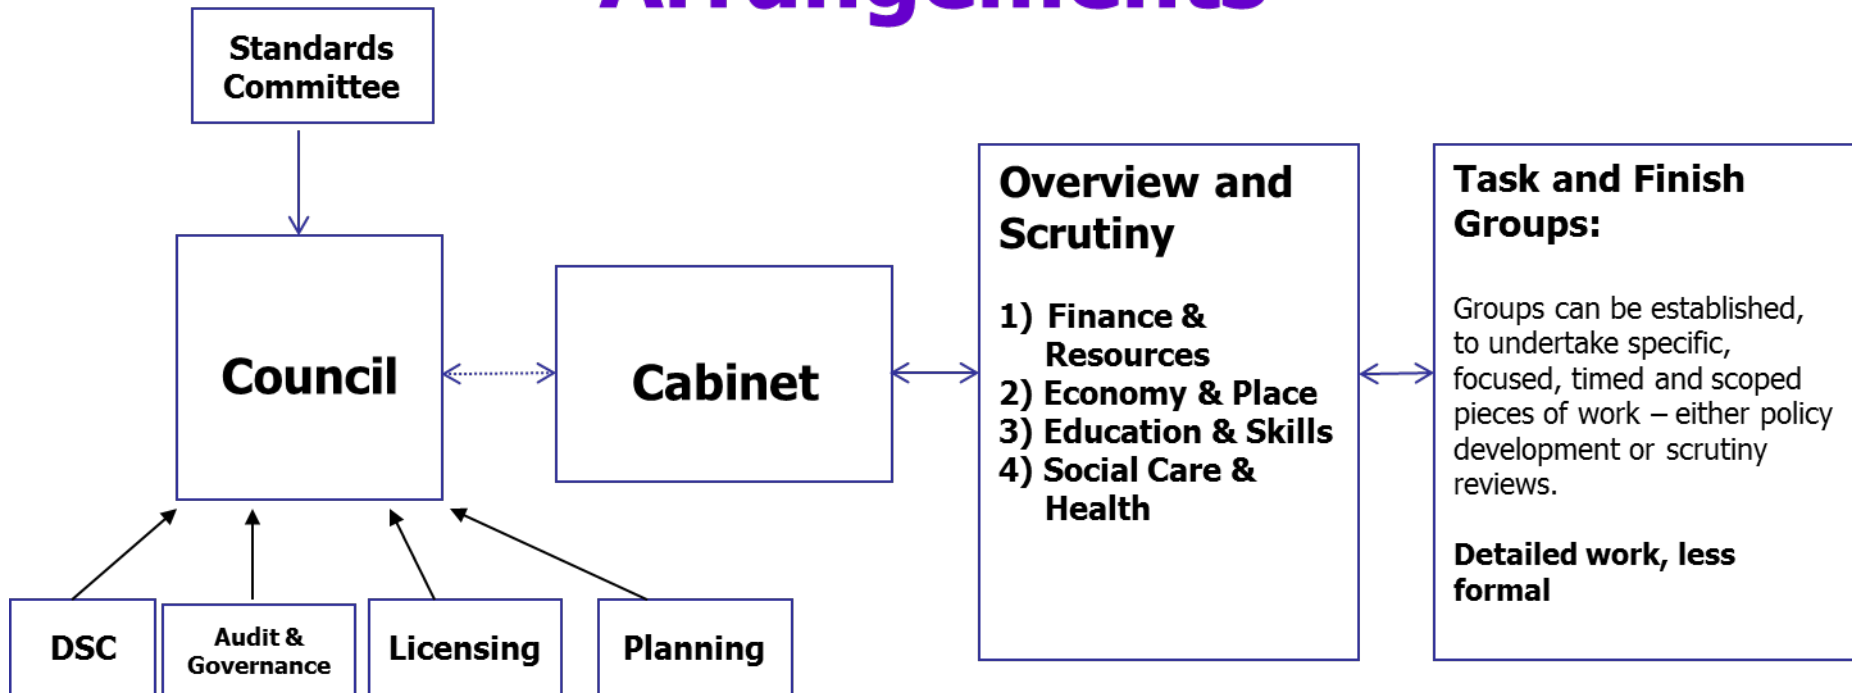 Arrangements
Standards
Committee
Council
Cabinet
Overview and
Scrutiny
1) Finance &
Resources
2) Economy & Place
3) Education & Skills
4) Social Care &
Health
Task and Finish
Groups:
Groups can be established,
to undertake specific,
focused, timed and scoped
pieces of work – either policy
development or scrutiny
reviews.
Detailed work, less
formal
DSC
Audit &
Governance
Licensing
Planning